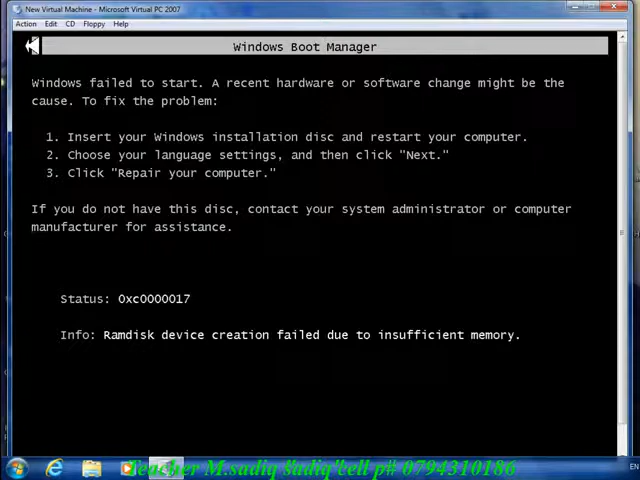 New Virtual Machine - Microsoft Virtual PC 2007
Action Edit CD Floppy Help
Windows Boot Manager
Windows failed to start. A recent hardware or software change might be the
cause. To fix the problem:
1. Insert your Windows installation disc and restart your computer.
2. Choose your language settings, and then click "Next."
3. Click "Repair your computer."
If you do not have this disc, contact your system administrator or computer
manufacturer for assistance.
Status: 0xc0000017
Info: Ramdisk device creation failed due to insufficient memory.
Teacher M.sadiq "sadiq"cell p# 0794310186
EN